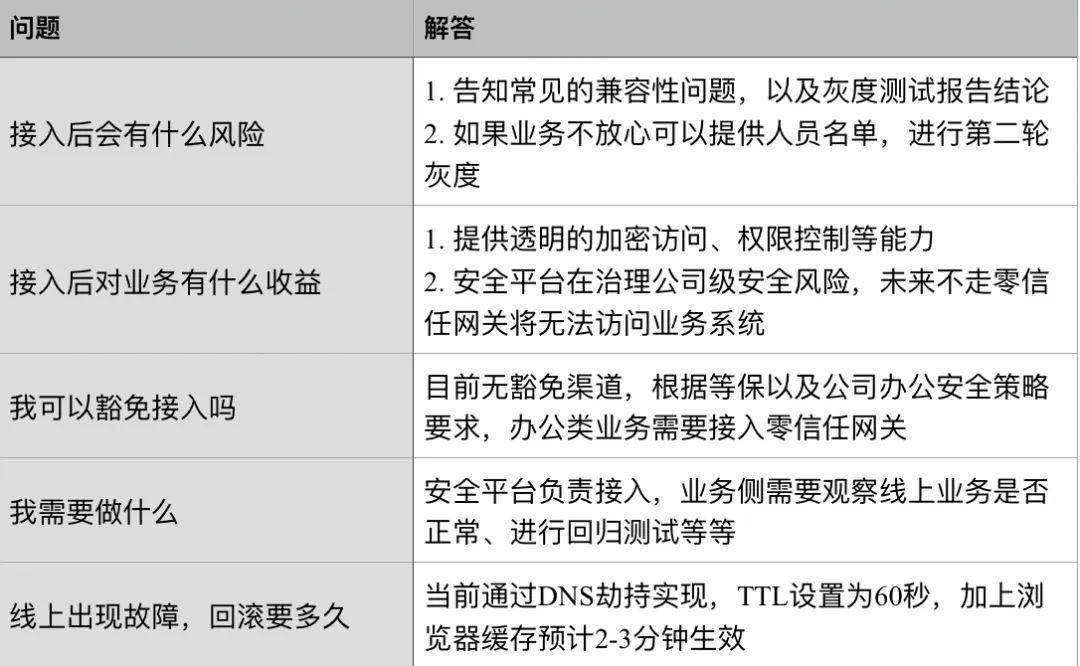 问题
解答
接入后会有什么风险
1. 告知常见的兼容性问题，以及灰度测试报告结论
2. 如果业务不放心可以提供人员名单，进行第二轮
灰度
接入后对业务有什么收益
1. 提供透明的加密访问、权限控制等能力
2. 安全平台在治理公司级安全风险，未来不走零信
任网关将无法访问业务系统
我可以豁免接入吗
目前无豁免渠道，根据等保以及公司办公安全策略
要求，办公类业务需要接入零信任网关
我需要做什么
安全平台负责接入，业务侧需要观察线上业务是否
正常、进行回归测试等等
线上出现故障，回滚要多久
当前通过DNS劫持实现，TTL设置为60秒，加上浏
览器缓存预计2-3分钟生效